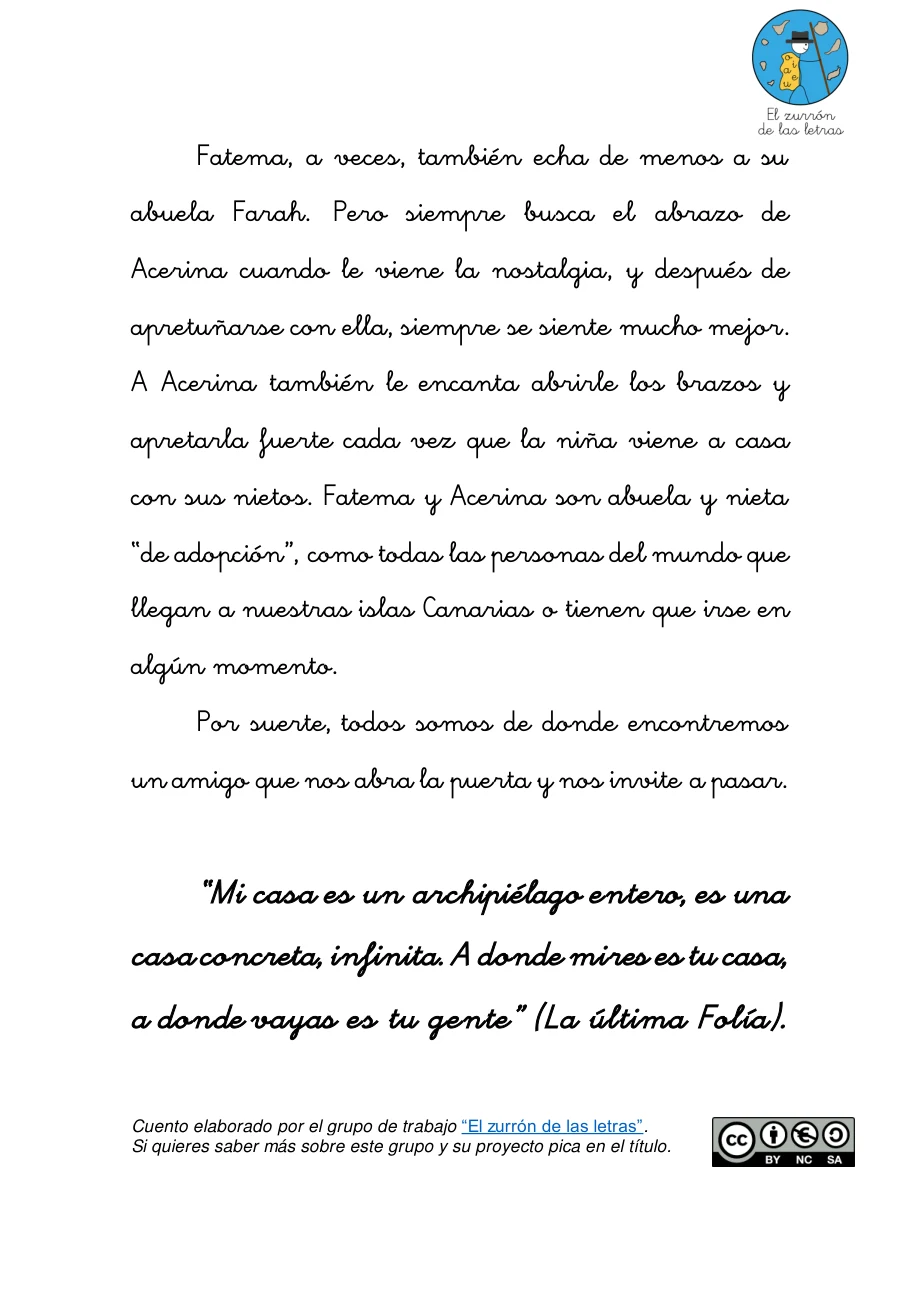 El zurrón
de las letras
Fatema, a veces, también echa de menos a su
abuela Farah. Pero siempre busca el abrazo de
Acerina cuando le viene la nostalgia, y después de
apretuñarse con ella, siempre se siente mucho mejor.
A Acerina también le encanta abrirle los brazos y
apretarla fuerte cada vez que la niña viene a casa
con sus nietos. Fatema y Acerina son abuela y nieta
“de adopción”, como todas las personas del mundo que
llegan a nuestras islas Canarias o tienen que irse en
algún momento.
Por suerte, todos somos de donde encontremos
un amigo que nos abra la puerta y nos invite a pasar.
“Mi casa es un archipiélago entero, es una
casa concreta, infinita. A donde mires es tu casa,
a donde vayas es tu gente” (La última Folía).
Cuento elaborado por el grupo de trabajo “El zurrón de las letras”.
Si quieres saber más sobre este grupo y su proyecto pica en el título.
cc BY NC SA